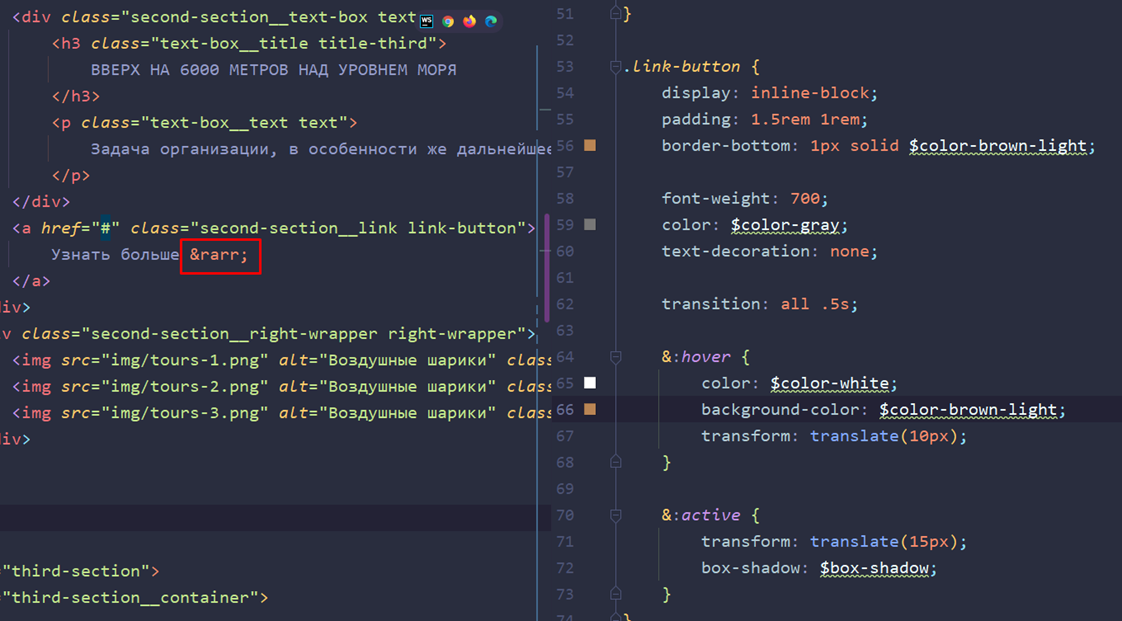 <div class="second-section__text-box text
WS
<h3 class="text-box__title title-third">
ВВЕРХ НА 6000 МЕТРОВ НАД УРОВНЕМ МОРЯ
</h3>
<p class="text-box__text text">
Задача организации, в особенности же дальнейшее
</p>
</div>
<a href="#" class="second-section__link link-button">
Узнать больше &rarr;
</a>
iv>
v class="second-section__right-wrapper right-wrapper">
<img src="img/tours-1.png" alt="Воздушные шарики" class
<img src="img/tours-2.png" alt="Воздушные шарики" class
<img src="img/tours-3.png" alt="Воздушные шарики" class
iv>
="third-section">
="third-section__container">
51 }
52
53 .link-button {
54 display: inline-block;
55 padding: 1.5rem 1rem;
56 border-bottom: 1px solid $color-brown-light;
57
58 font-weight: 700;
59 color: $color-gray;
60 text-decoration: none;
61
62 transition: all .5s;
63
64 &:hover {
65 color: $color-white;
66 background-color: $color-brown-light;
67 transform: translate(10px);
68 }
69
70 &:active {
71 transform: translate(15px);
72 box-shadow: $box-shadow;
73 }
74 }